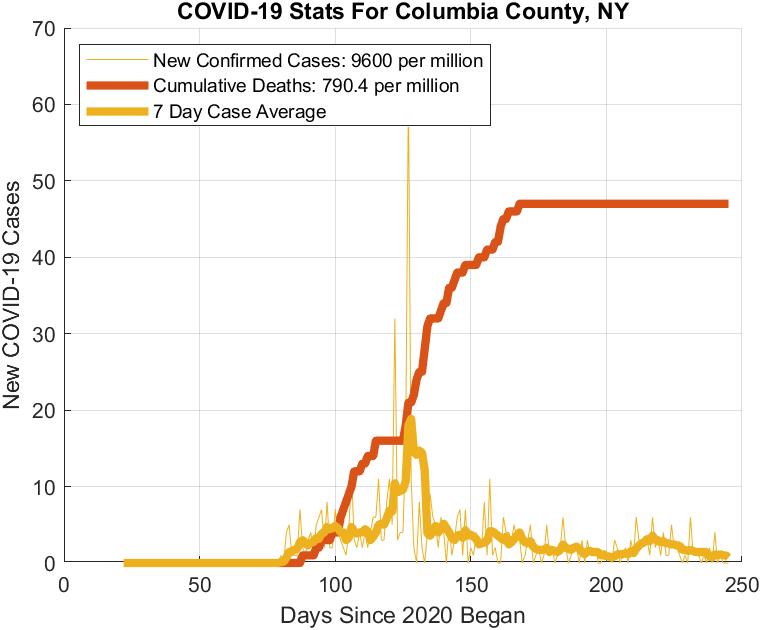 COVID-19 Stats For Columbia County, NY
70
60
50
40
30
20
10
0
New COVID-19 Cases
New Confirmed Cases: 9600 per million
Cumulative Deaths: 790.4 per million
7 Day Case Average
0 50 100 150 200 250
Days Since 2020 Began